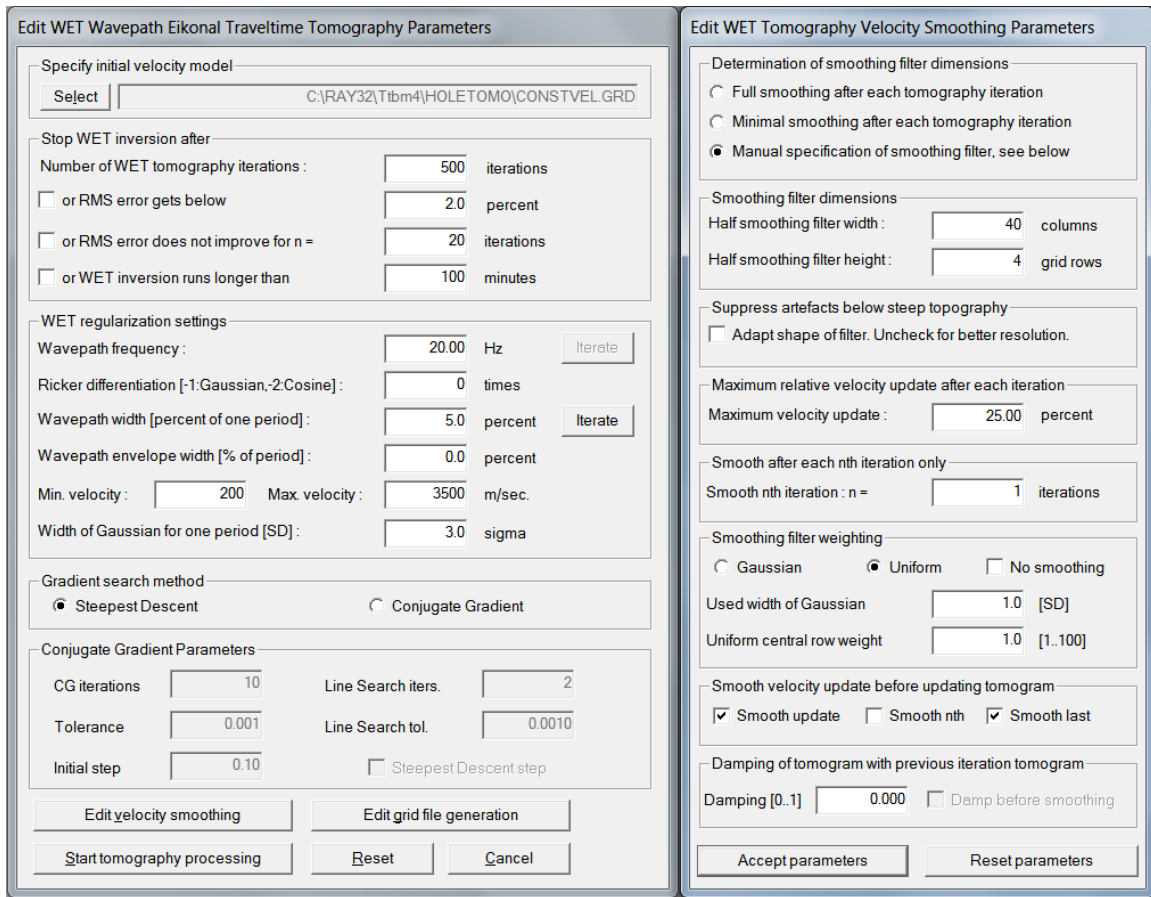 Edit WET Wavepath Eikonal Traveltime Tomography Parameters
Specify initial velocity model
Select C:\RAY32\Ttbm4\HOLETOMO\CONSTVEL.GRD
Stop WET inversion after
Number of WET tomography iterations : 500 iterations
or RMS error gets below 2.0 percent
or RMS error does not improve for n = 20 iterations
or WET inversion runs longer than 100 minutes
WET regularization settings
Wavepath frequency : 20.00 Hz Iterate
Ricker differentiation [-1:Gaussian,-2:Cosine] : 0 times
Wavepath width [percent of one period] : 5.0 percent Iterate
Wavepath envelope width [% of period] : 0.0 percent
Min. velocity : 200 Max. velocity : 3500 m/sec.
Width of Gaussian for one period [SD] : 3.0 sigma
Gradient search method
Steepest Descent Conjugate Gradient
Conjugate Gradient Parameters
CG iterations 10 Line Search iters. 2
Tolerance 0.001 Line Search tol. 0.0010
Initial step 0.10 Steepest Descent step
Edit velocity smoothing Edit grid file generation
Start tomography processing Reset Cancel
Edit WET Tomography Velocity Smoothing Parameters
Determination of smoothing filter dimensions
Full smoothing after each tomography iteration
Minimal smoothing after each tomography iteration
Manual specification of smoothing filter, see below
Smoothing filter dimensions
Half smoothing filter width : 40 columns
Half smoothing filter height : 4 grid rows
Suppress artefacts below steep topography
Adapt shape of filter. Uncheck for better resolution.
Maximum relative velocity update after each iteration
Maximum velocity update : 25.00 percent
Smooth after each nth iteration only
Smooth nth iteration : n = 1 iterations
Smoothing filter weighting
Gaussian Uniform No smoothing
Used width of Gaussian 1.0 [SD]
Uniform central row weight 1.0 [1..100]
Smooth velocity update before updating tomogram
Smooth update Smooth nth Smooth last
Damping of tomogram with previous iteration tomogram
Damping [0..1] 0.000 Damp before smoothing
Accept parameters Reset parameters